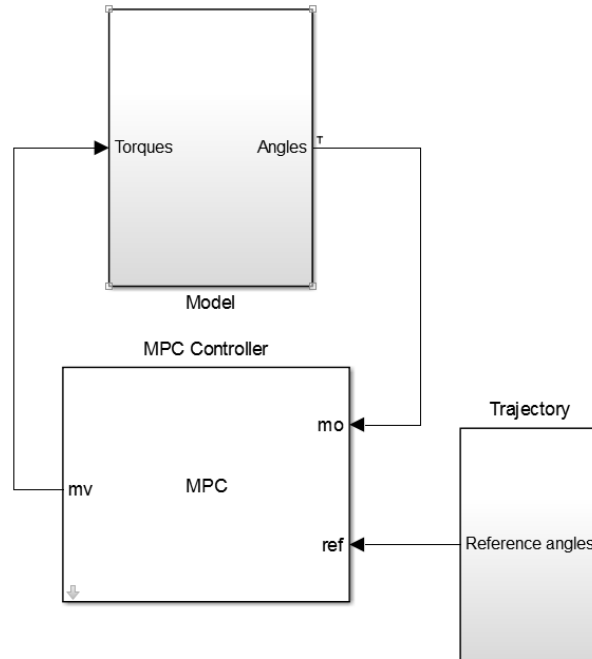 Torques
Angles
T
Model
MPC Controller
mo
Trajectory
mv
MPC
ref
Reference angles